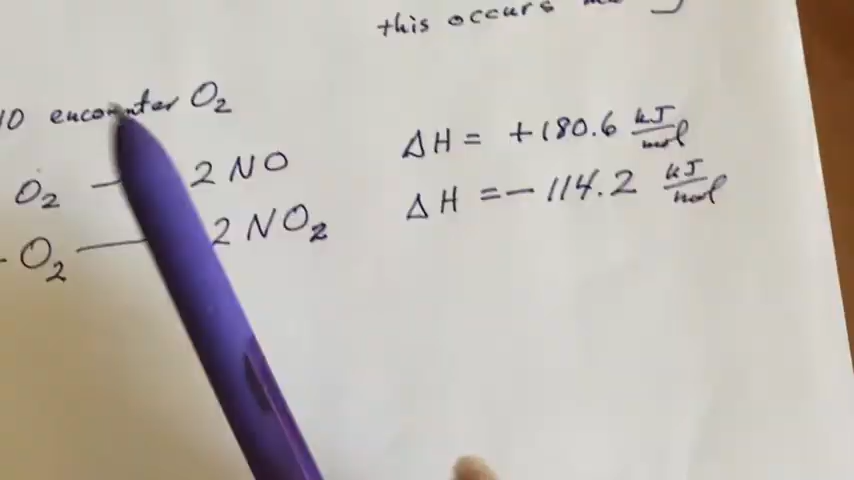 this occurs
encounter O₂
O₂ — 2 NO ΔH = +180.6 kJ/mol
- O₂ — 2 NO₂ ΔH = - 114.2 kJ/mol